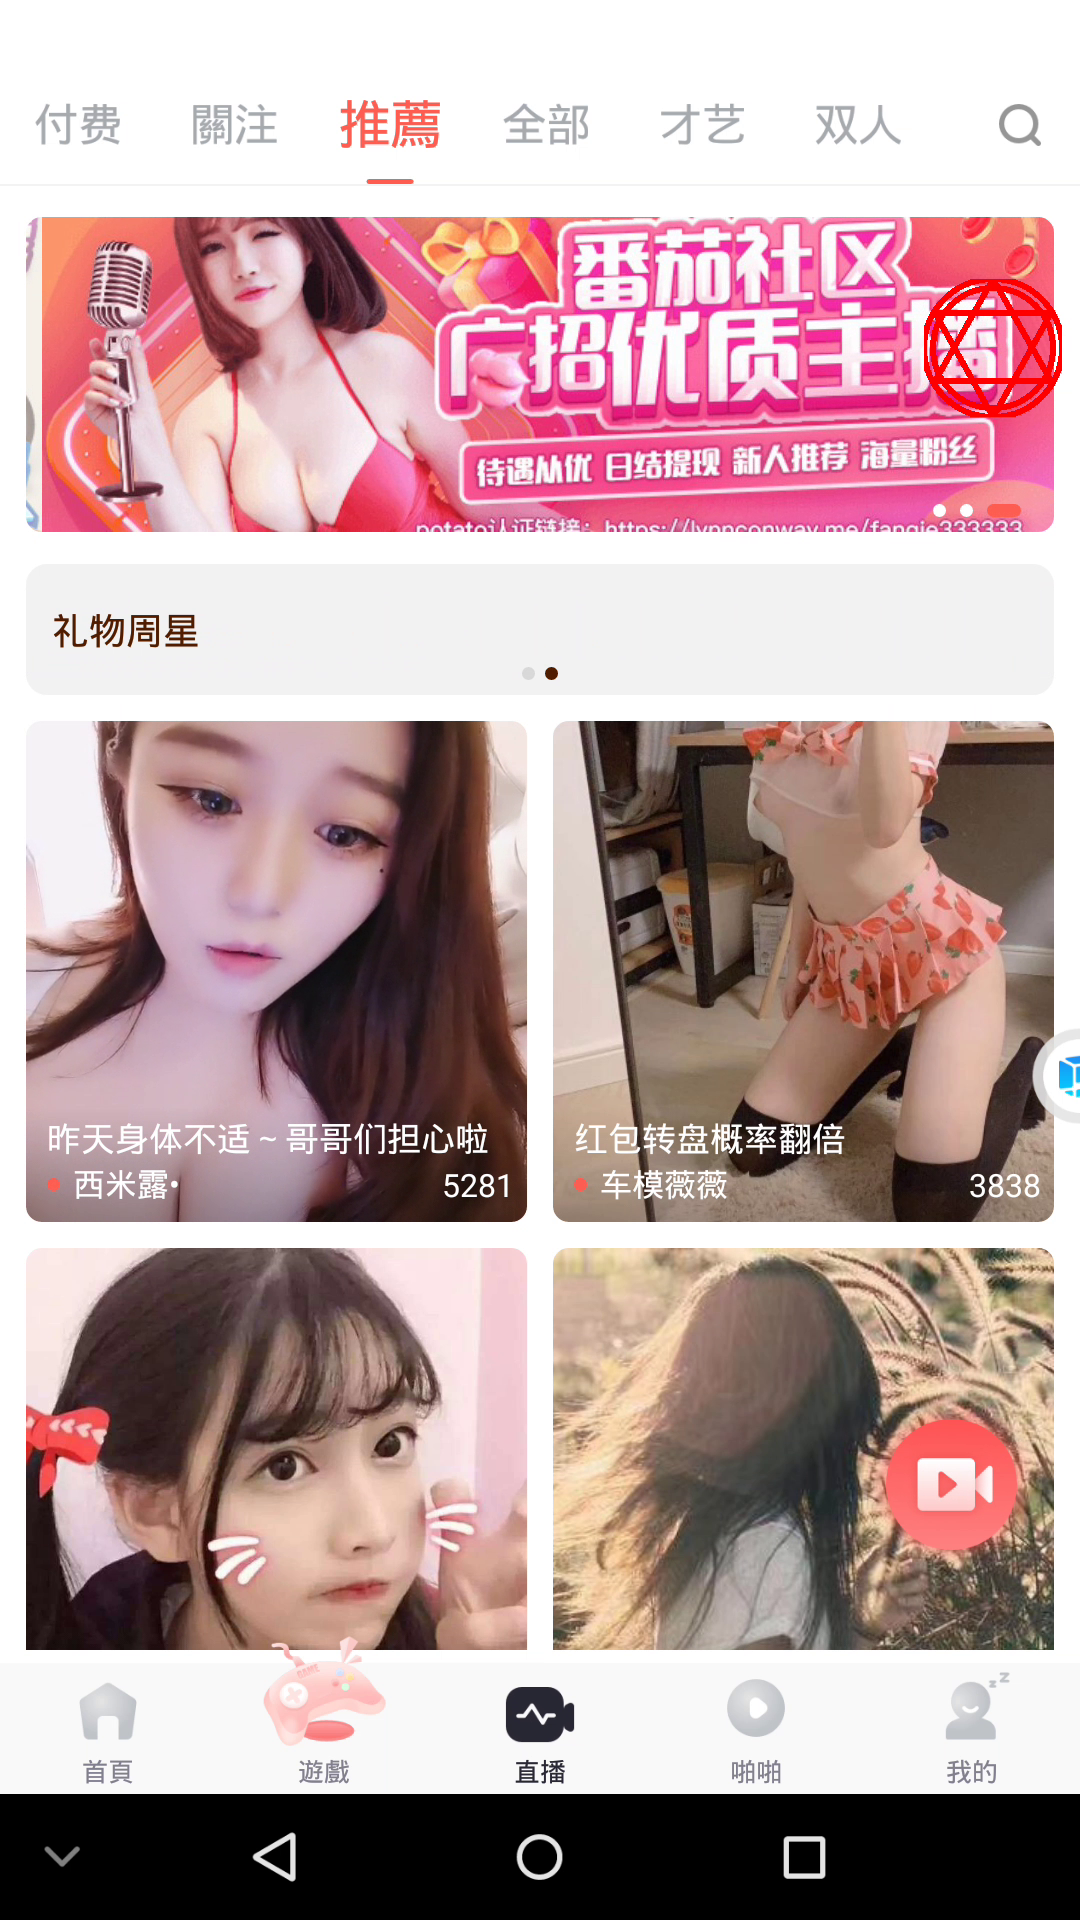 付费 關注 推薦 全部 才艺 双人
番茄社区
广招优质主播
待遇从优 日结提现 新人推荐 海量粉丝
potato认证链接: https://lynnconway.me/fanqie333333
礼物周星
昨天身体不适 ~ 哥哥们担心啦
西米露• 5281
红包转盘概率翻倍
车模薇薇 3838
GAME
z z
首頁 遊戲 直播 啪啪 我的